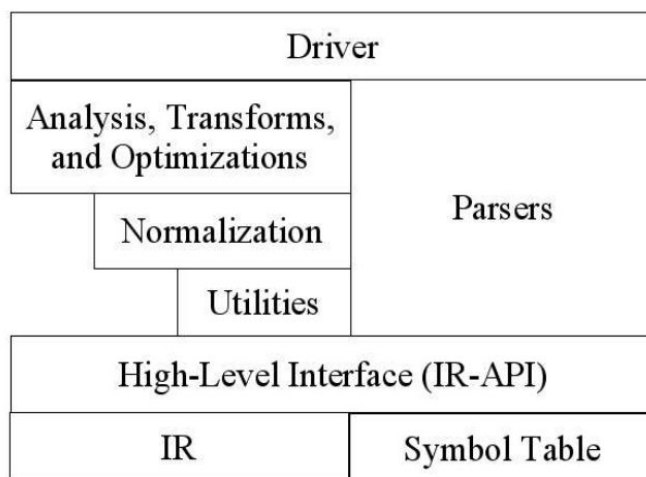 Driver
Analysis, Transforms,
and Optimizations
Parsers
Normalization
Utilities
High-Level Interface (IR-API)
IR
Symbol Table